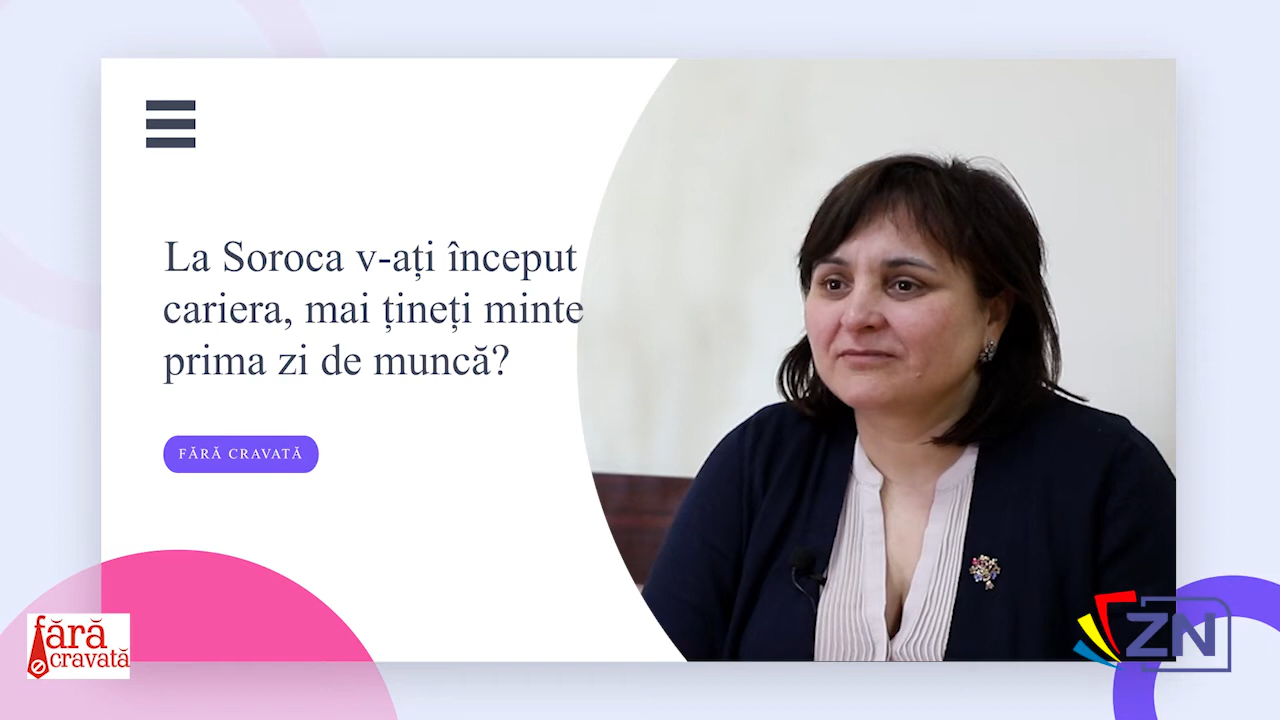 La Soroca v-ați început
cariera, mai țineți minte
prima zi de muncă?
FĂRĂ CRAVATĂ
fără
cravată
ZN